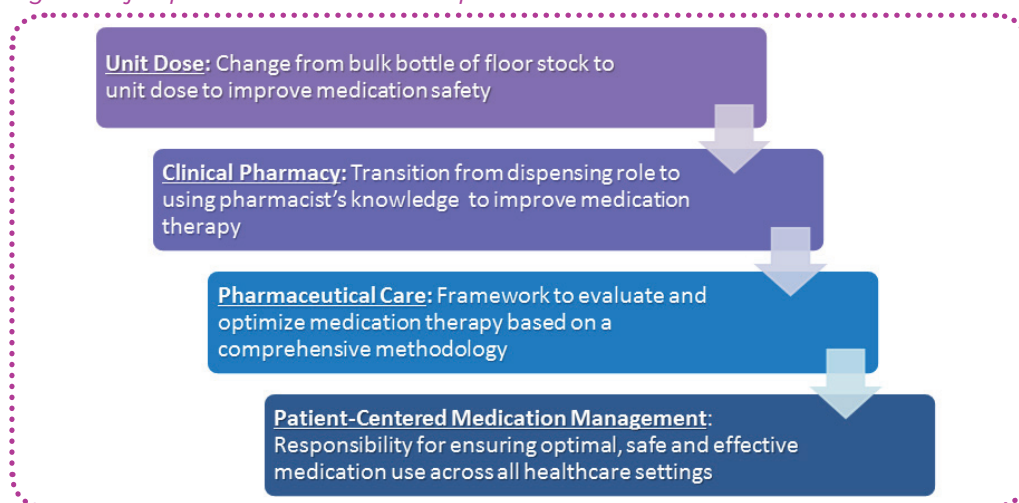 Unit Dose: Change from bulk bottle of floor stock to
unit dose to improve medication safety
Clinical Pharmacy: Transition from dispensing role to
using pharmacist's knowledge to improve medication
therapy
Pharmaceutical Care: Framework to evaluate and
optimize medication therapy based on a
comprehensive methodology
Patient-Centered Medication Management:
Responsibility for ensuring optimal, safe and effective
medication use across all healthcare settings